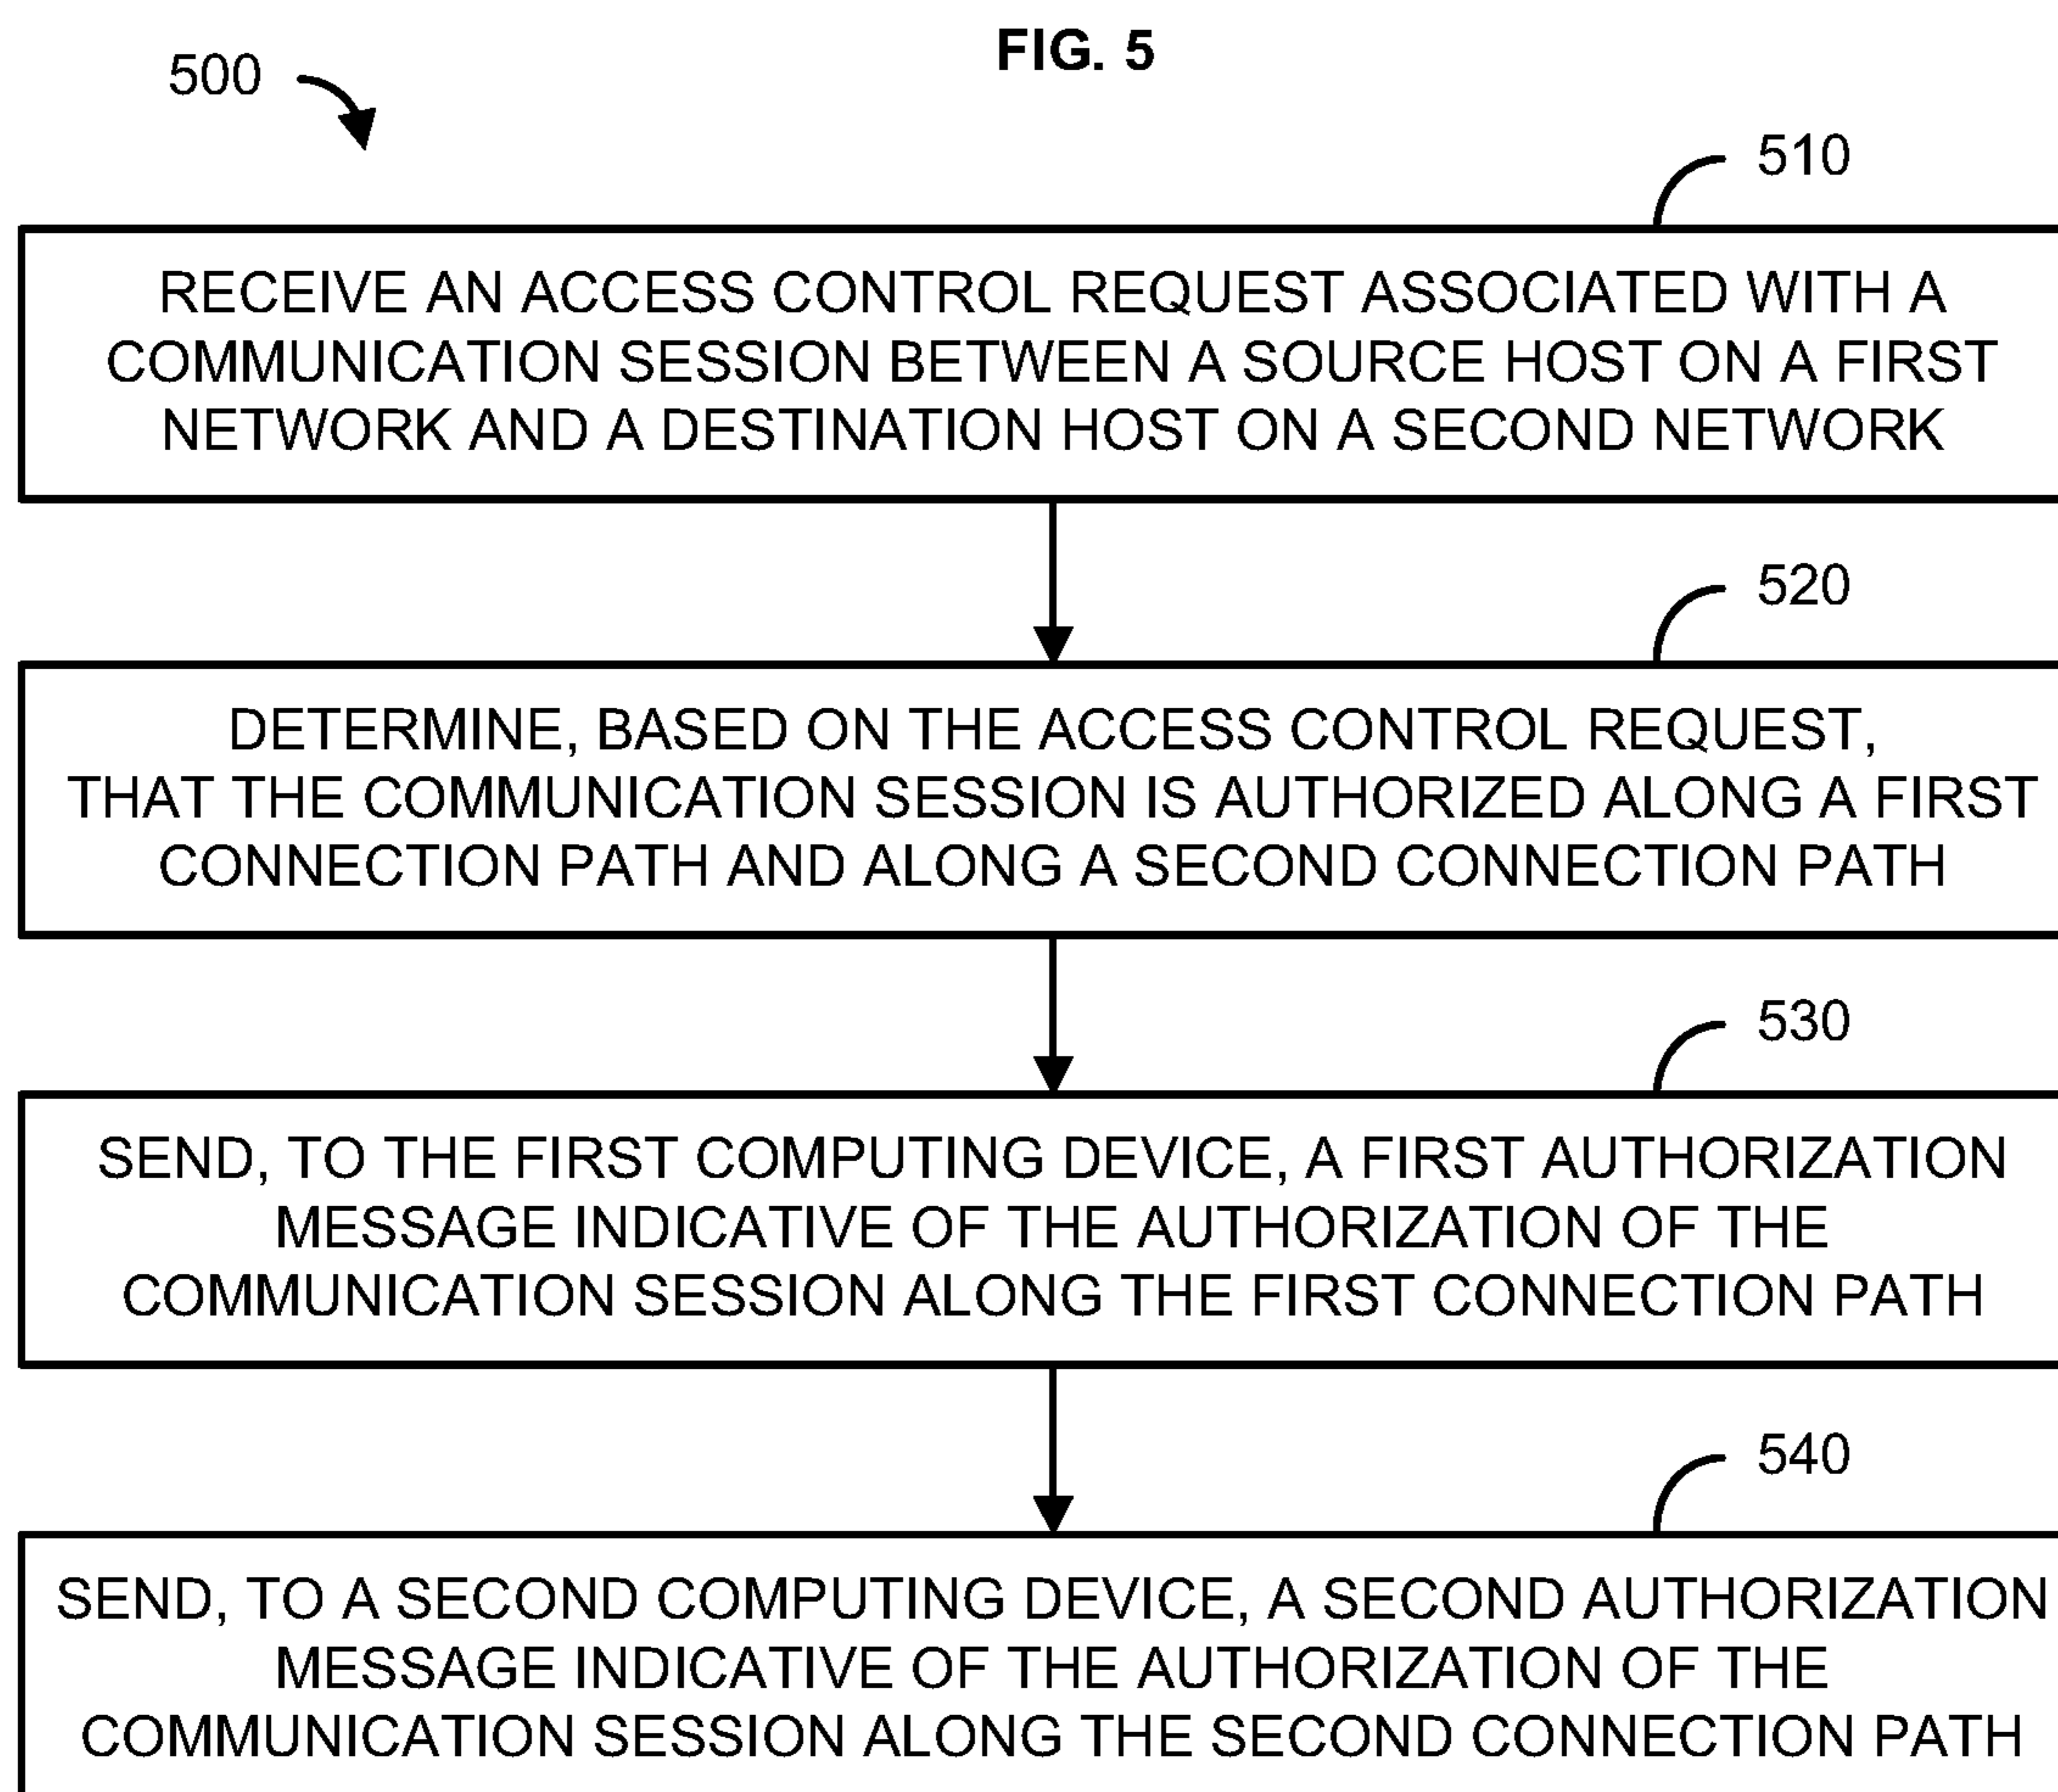 FIG. 5
500
510
RECEIVE AN ACCESS CONTROL REQUEST ASSOCIATED WITH A
COMMUNICATION SESSION BETWEEN A SOURCE HOST ON A FIRST
NETWORK AND A DESTINATION HOST ON A SECOND NETWORK
520
DETERMINE, BASED ON THE ACCESS CONTROL REQUEST,
THAT THE COMMUNICATION SESSION IS AUTHORIZED ALONG A FIRST
CONNECTION PATH AND ALONG A SECOND CONNECTION PATH
530
SEND, TO THE FIRST COMPUTING DEVICE, A FIRST AUTHORIZATION
MESSAGE INDICATIVE OF THE AUTHORIZATION OF THE
COMMUNICATION SESSION ALONG THE FIRST CONNECTION PATH
540
SEND, TO A SECOND COMPUTING DEVICE, A SECOND AUTHORIZATION
MESSAGE INDICATIVE OF THE AUTHORIZATION OF THE
COMMUNICATION SESSION ALONG THE SECOND CONNECTION PATH